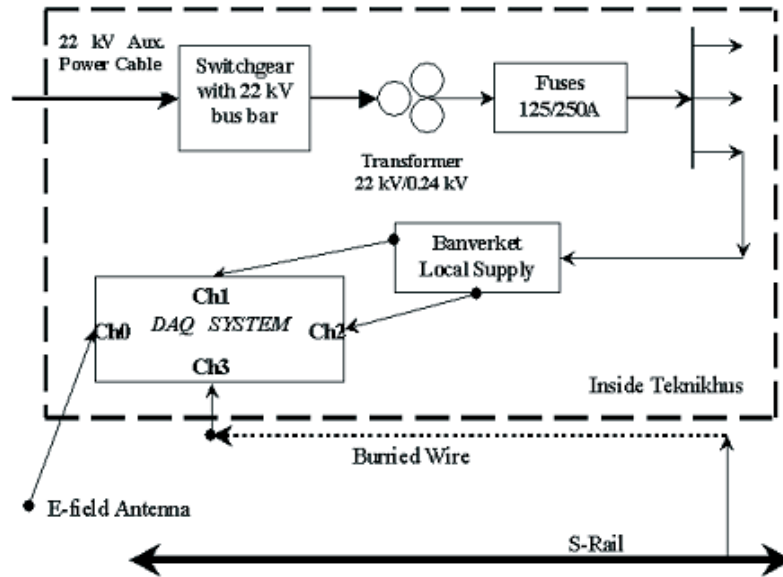 22 kV Aux.
Power Cable
Switchgear
with 22 kV
bus bar
Fuses
125/250A
Transformer
22 kV/0.24 kV
Banverket
Local Supply
Ch1
Ch0 DAQ SYSTEM Ch2
Ch3
Inside Teknikhus
Burried Wire
E-field Antenna
S-Rail